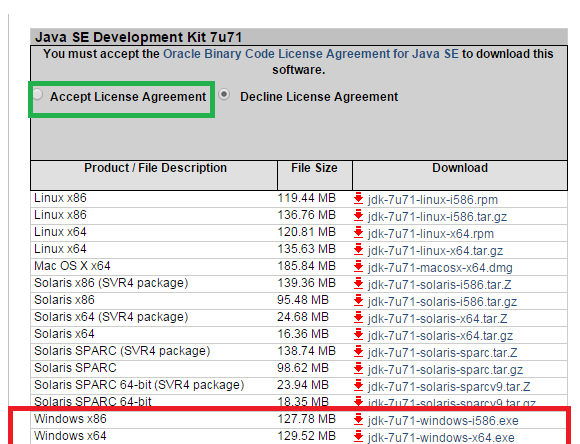 Java SE Development Kit 7u71
You must accept the Oracle Binary Code License Agreement for Java SE to download this
software.
Accept License Agreement Decline License Agreement
Product / File Description File Size Download
Linux x86 119.44 MB jdk-7u71-linux-i586.rpm
Linux x86 136.76 MB jdk-7u71-linux-i586.tar.gz
Linux x64 120.81 MB jdk-7u71-linux-x64.rpm
Linux x64 135.63 MB jdk-7u71-linux-x64.tar.gz
Mac OS X x64 185.84 MB jdk-7u71-macosx-x64.dmg
Solaris x86 (SVR4 package) 139.36 MB jdk-7u71-solaris-i586.tar.Z
Solaris x86 95.48 MB jdk-7u71-solaris-i586.tar.gz
Solaris x64 (SVR4 package) 24.68 MB jdk-7u71-solaris-x64.tar.Z
Solaris x64 16.36 MB jdk-7u71-solaris-x64.tar.gz
Solaris SPARC (SVR4 package) 138.74 MB jdk-7u71-solaris-sparc.tar.Z
Solaris SPARC 98.62 MB jdk-7u71-solaris-sparc.tar.gz
Solaris SPARC 64-bit (SVR4 package) 23.94 MB jdk-7u71-solaris-sparcv9.tar.Z
Solaris SPARC 64-bit 18.35 MB jdk-7u71-solaris-sparcv9.tar.gz
Windows x86 127.78 MB jdk-7u71-windows-i586.exe
Windows x64 129.52 MB jdk-7u71-windows-x64.exe